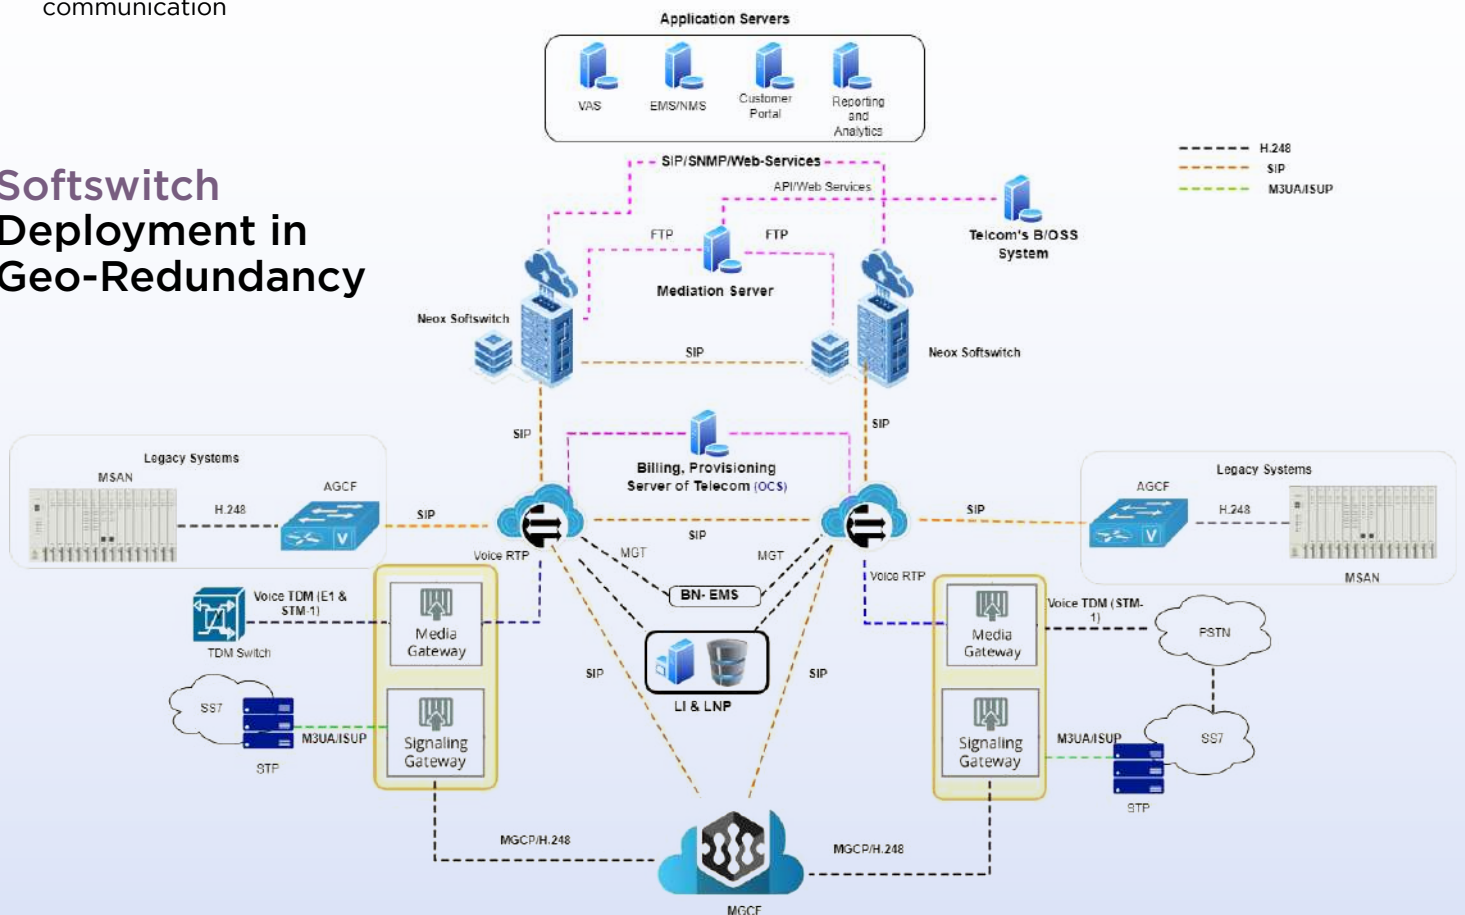 communication
Application Servers
VAS
EMS/NMS
Customer
Portal
Reporting
and
Analytics
Softswitch
Deployment in
Geo-Redundancy
SIP/SNMP/Web-Services
API/Web Services
H.248
SIP
M3UA/ISUP
FTP
FTP
Telcom's B/OSS
System
Mediation Server
Neox Softswitch
SIP
Neox Softswitch
SIP
SIP
Billing, Provisioning
Server of Telecom (OCS)
Legacy Systems
MSAN
H.248
AGCF
SIP
SIP
SIP
Legacy Systems
AGCF
H.248
MSAN
Voice RTP
MGT
MGT
Voice RTP
BN- EMS
Voice TDM (E1 &
STM-1)
TDM Switch
Media
Gateway
Media
Gateway
Voice TDM (STM-
1)
PSTN
SIP
SIP
LI & LNP
SS7
STP
M3UA/ISUP
Signaling
Gateway
Signaling
Gateway
M3UA/ISUP
SS7
STP
MGCP/H.248
MGCP/H.248
MGCF